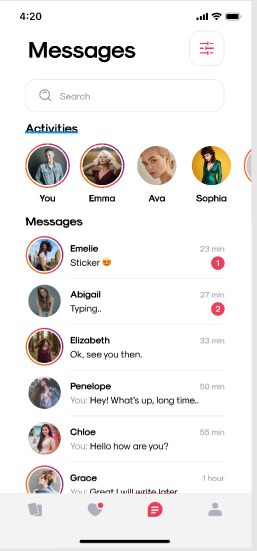 4:20
Messages
Search
Activities
You
Emma
Ava
Sophia
Messages
Emelie
23 min
Sticker 😍
1
Abigail
27 min
Typing..
2
Elizabeth
33 min
Ok, see you then.
Penelope
50 min
You: Hey! What's up, long time..
Chloe
55 min
You: Hello how are you?
Grace
1 hour
You: Great I will write later